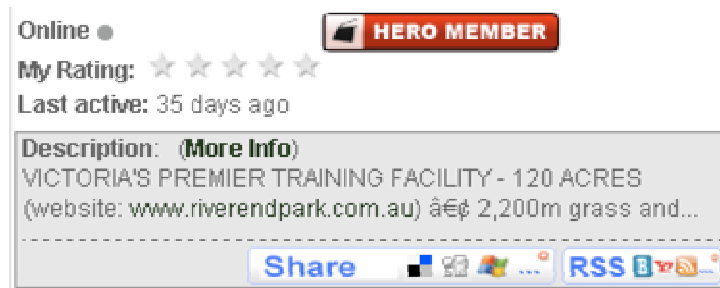 Online
HERO MEMBER
My Rating:
Last active: 35 days ago
Description: (More Info)
VICTORIA'S PREMIER TRAINING FACILITY - 120 ACRES
(website: www.riverendpark.com.au) â€¢ 2,200m grass and...
Share ...
RSS B Y! ...